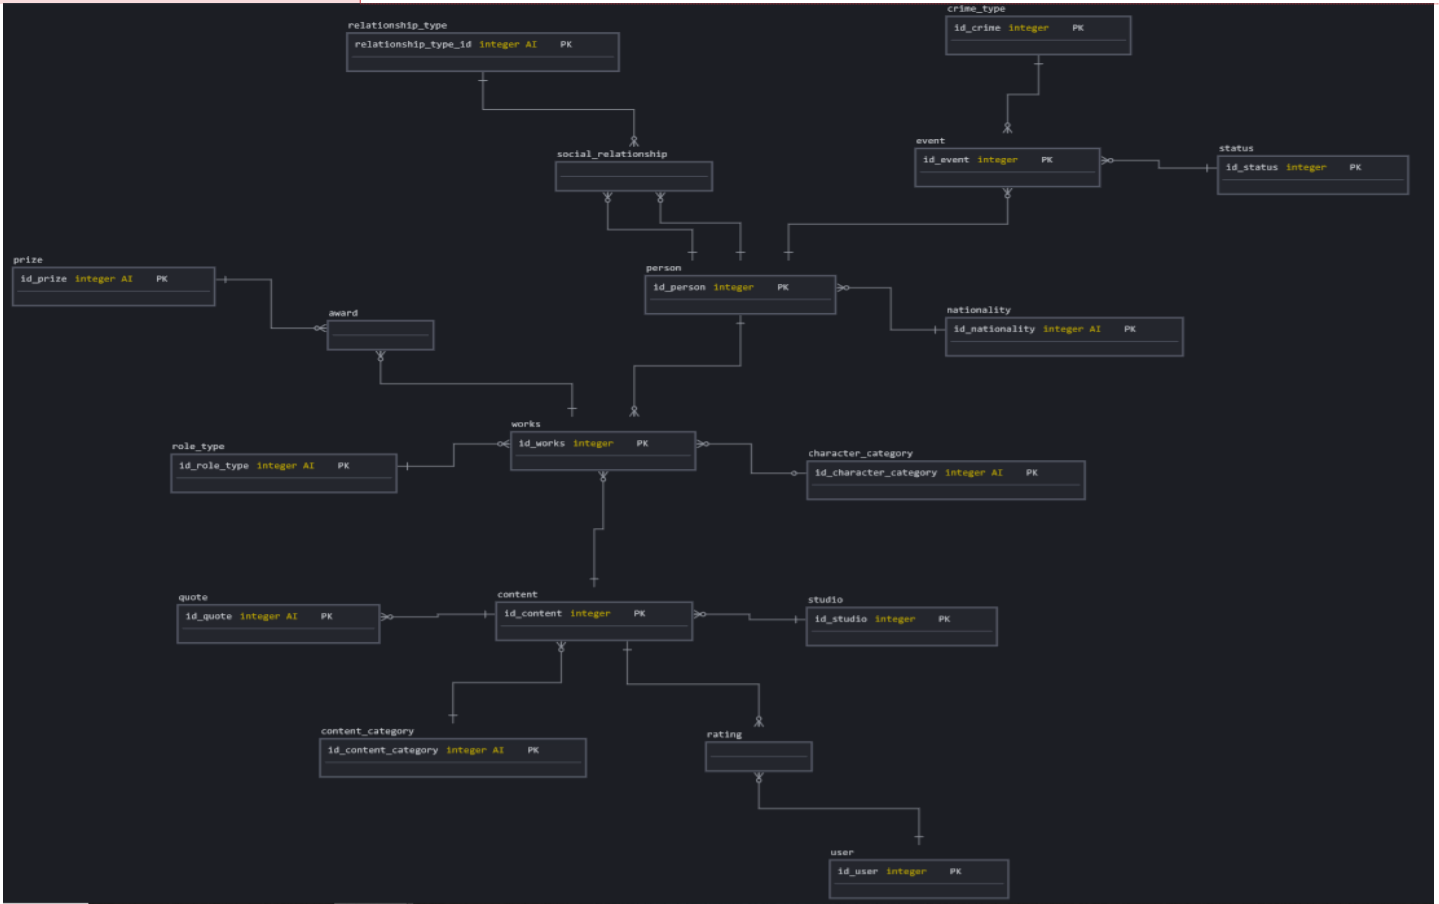 crime_type
id_crime integer PK
relationship_type
relationship_type_id integer AI PK
event
id_event integer PK
status
id_status integer PK
social_relationship
prize
id_prize integer AI PK
person
id_person integer PK
nationality
id_nationality integer AI PK
award
works
id_works integer PK
role_type
id_role_type integer AI PK
character_category
id_character_category integer AI PK
quote
id_quote integer AI PK
content
id_content integer PK
studio
id_studio integer PK
content_category
id_content_category integer AI PK
rating
user
id_user integer PK